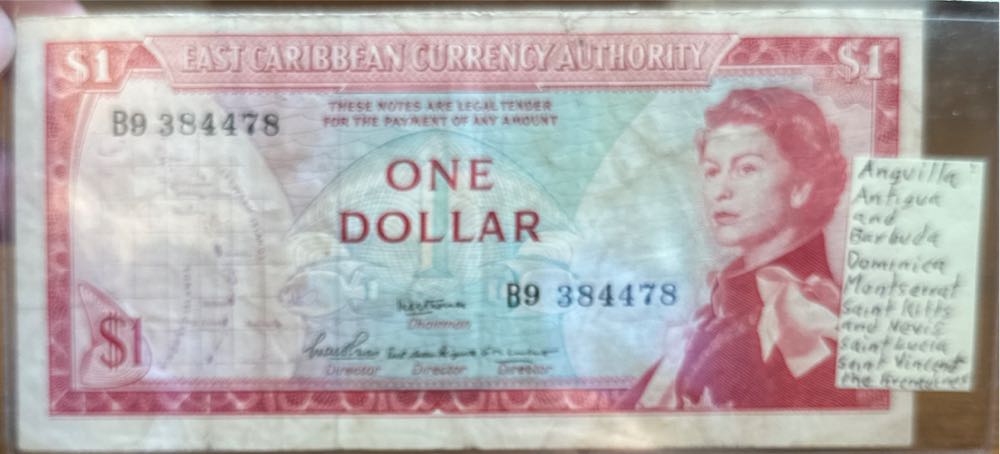 $1 EAST CARIBBEAN CURRENCY AUTHORITY $1
B9 384478
THESE NOTES ARE LEGAL TENDER
FOR THE PAYMENT OF ANY AMOUNT
ONE
DOLLAR
B9 384478
Chairman
$1
Director Director Director
Anguilla
Antigua
and
Barbuda
Dominica
Montserrat
Saint Kitts
and Nevis
Saint Lucia
Saint Vincent
the Grenadines